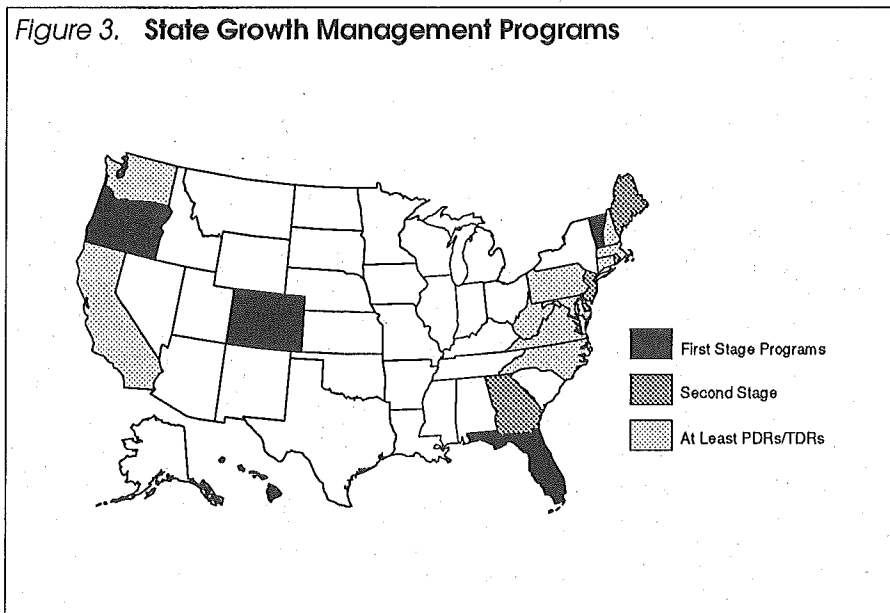 Figure 3. State Growth Management Programs
First Stage Programs
Second Stage
At Least PDRs/TDRs